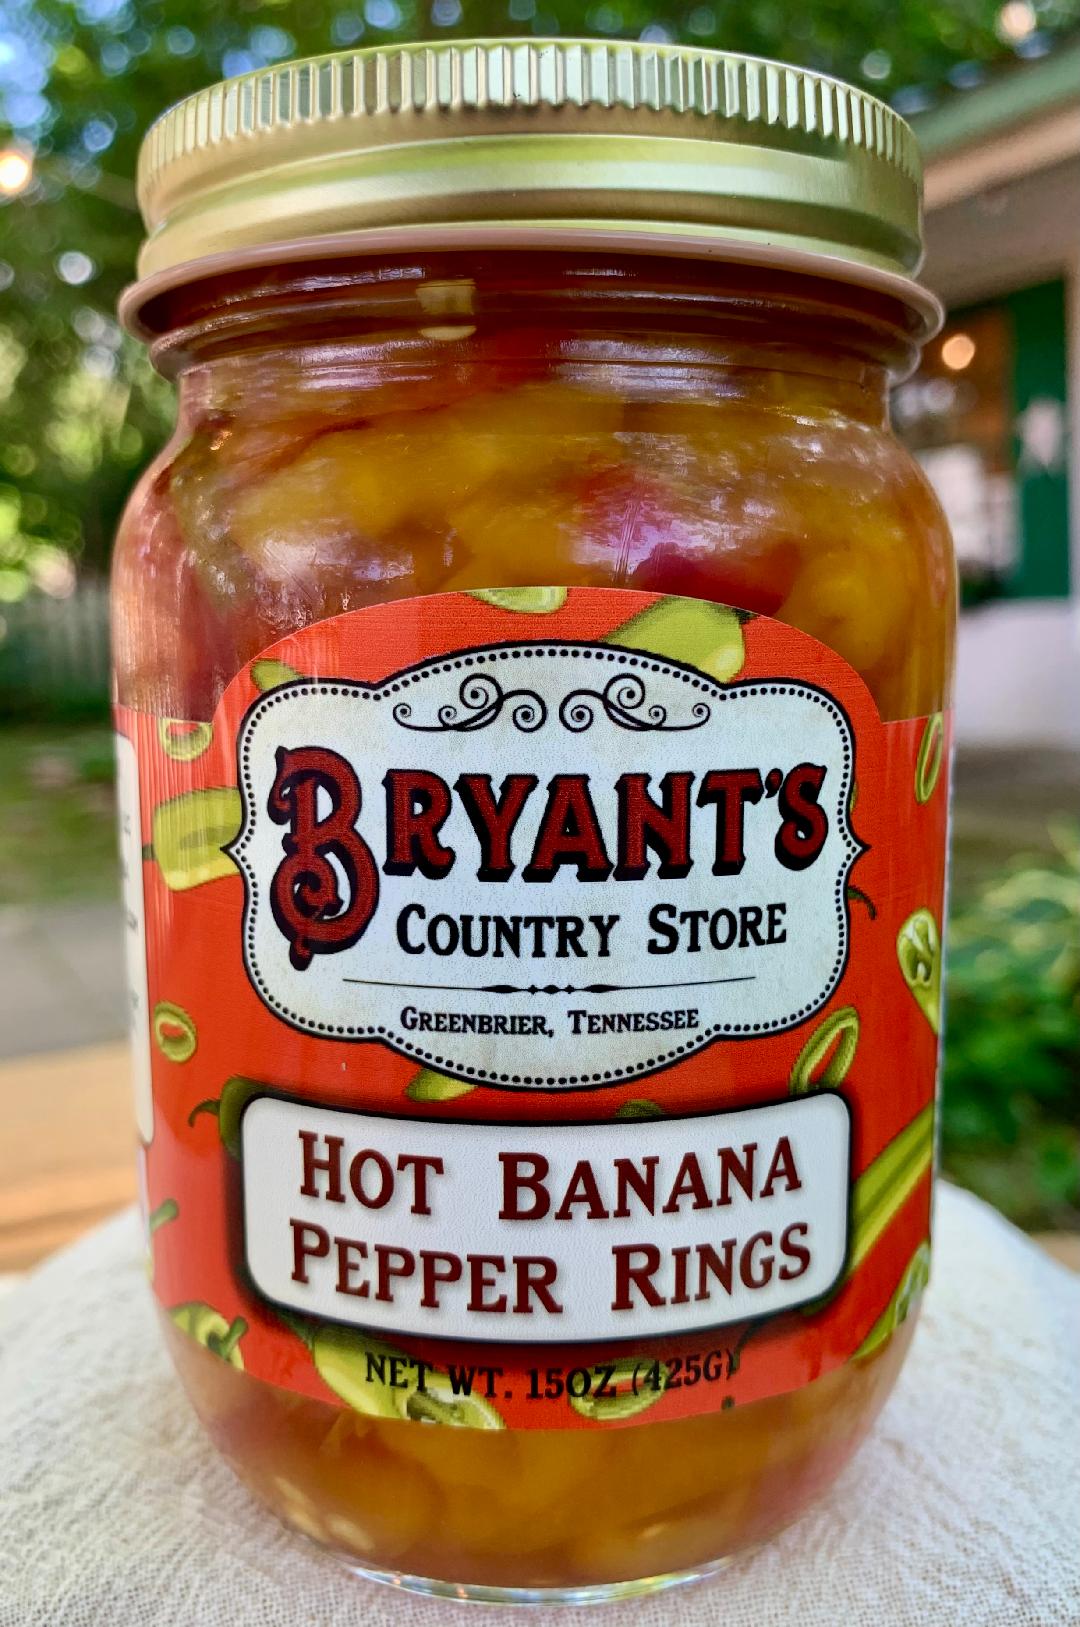 BRYANT'S
COUNTRY STORE
GREENBRIER, TENNESSEE
HOT BANANA
PEPPER RINGS
NET WT. 15OZ (425G)